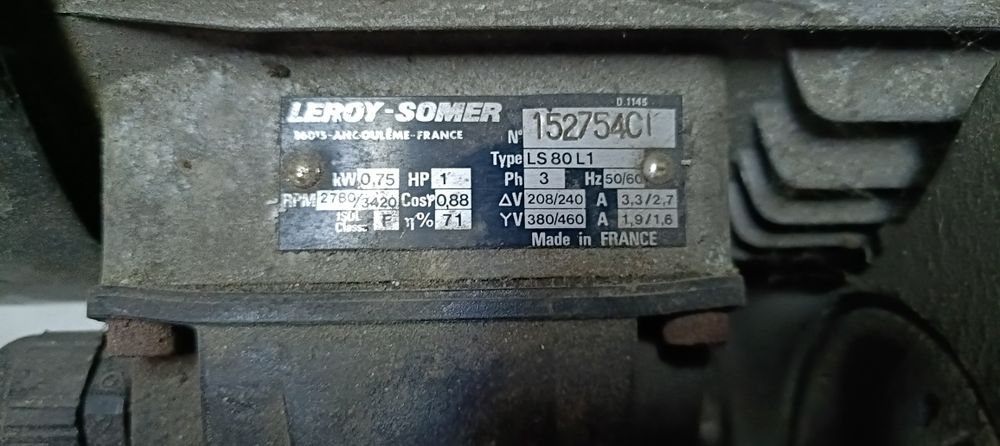 LEROY-SOMER D 1148
16015-ANGOULÊME-FRANCE
N° 152754CI
Type LS 80 L1
kW 0,75 HP 1 Ph 3 Hz 50/60
RPM 2780/3420 Cosφ 0,88 ΔV 208/240 A 3,3/2,7
ISOL Class. F η% 71 YV 380/460 A 1,9/1,6
Made in FRANCE